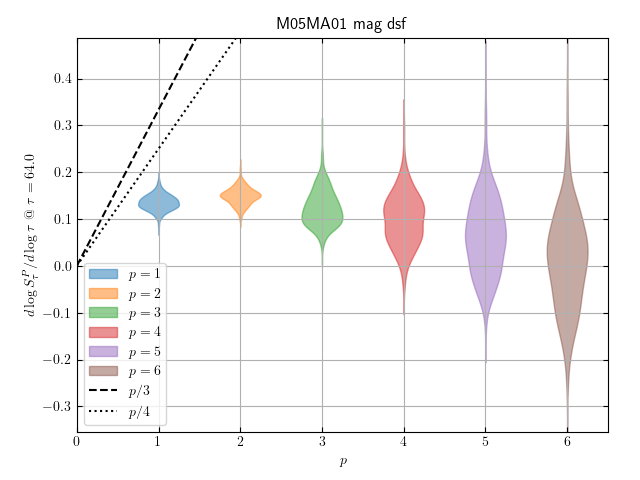 M05MA01 mag dsf
d log S_τ^P / d log τ @ τ = 64.0
0.4
0.3
0.2
0.1
0.0
−0.1
−0.2
−0.3
p = 1
p = 2
p = 3
p = 4
p = 5
p = 6
p/3
p/4
0 1 2 3 4 5 6
p